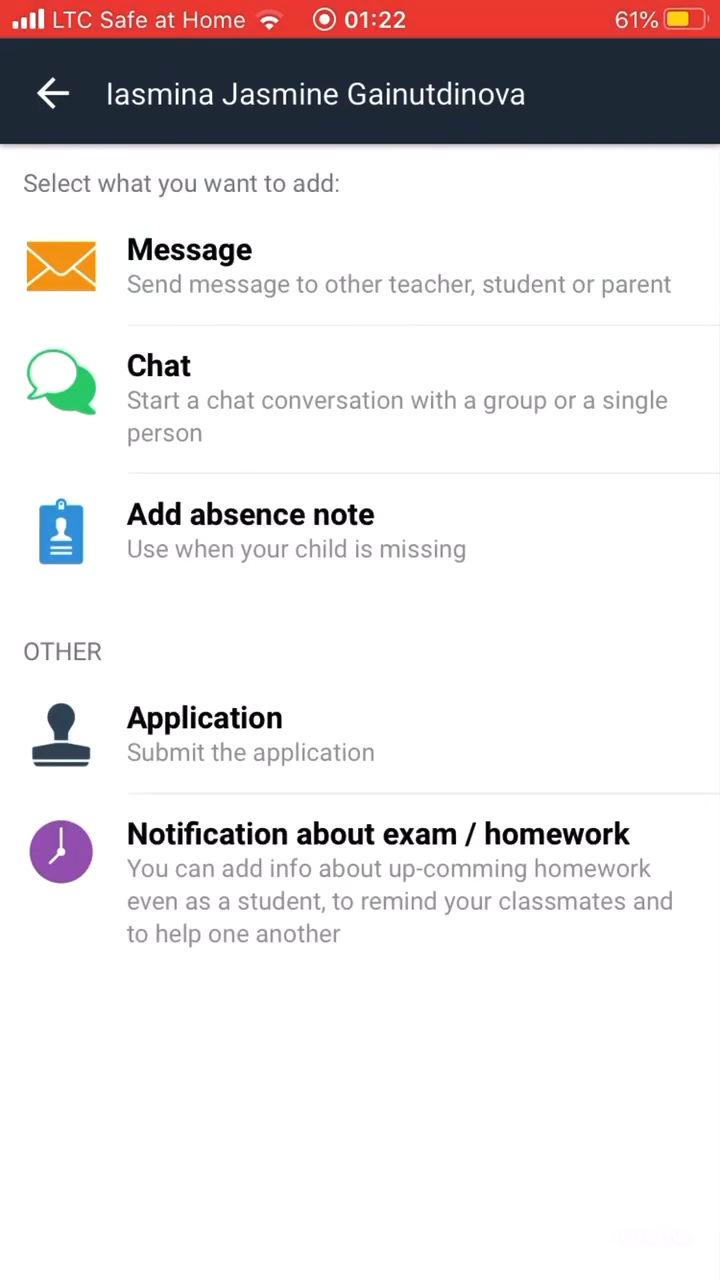 LTC Safe at Home 01:22 61%
Iasmina Jasmine Gainutdinova
Select what you want to add:
Message
Send message to other teacher, student or parent
Chat
Start a chat conversation with a group or a single
person
Add absence note
Use when your child is missing
OTHER
Application
Submit the application
Notification about exam / homework
You can add info about up-comming homework
even as a student, to remind your classmates and
to help one another